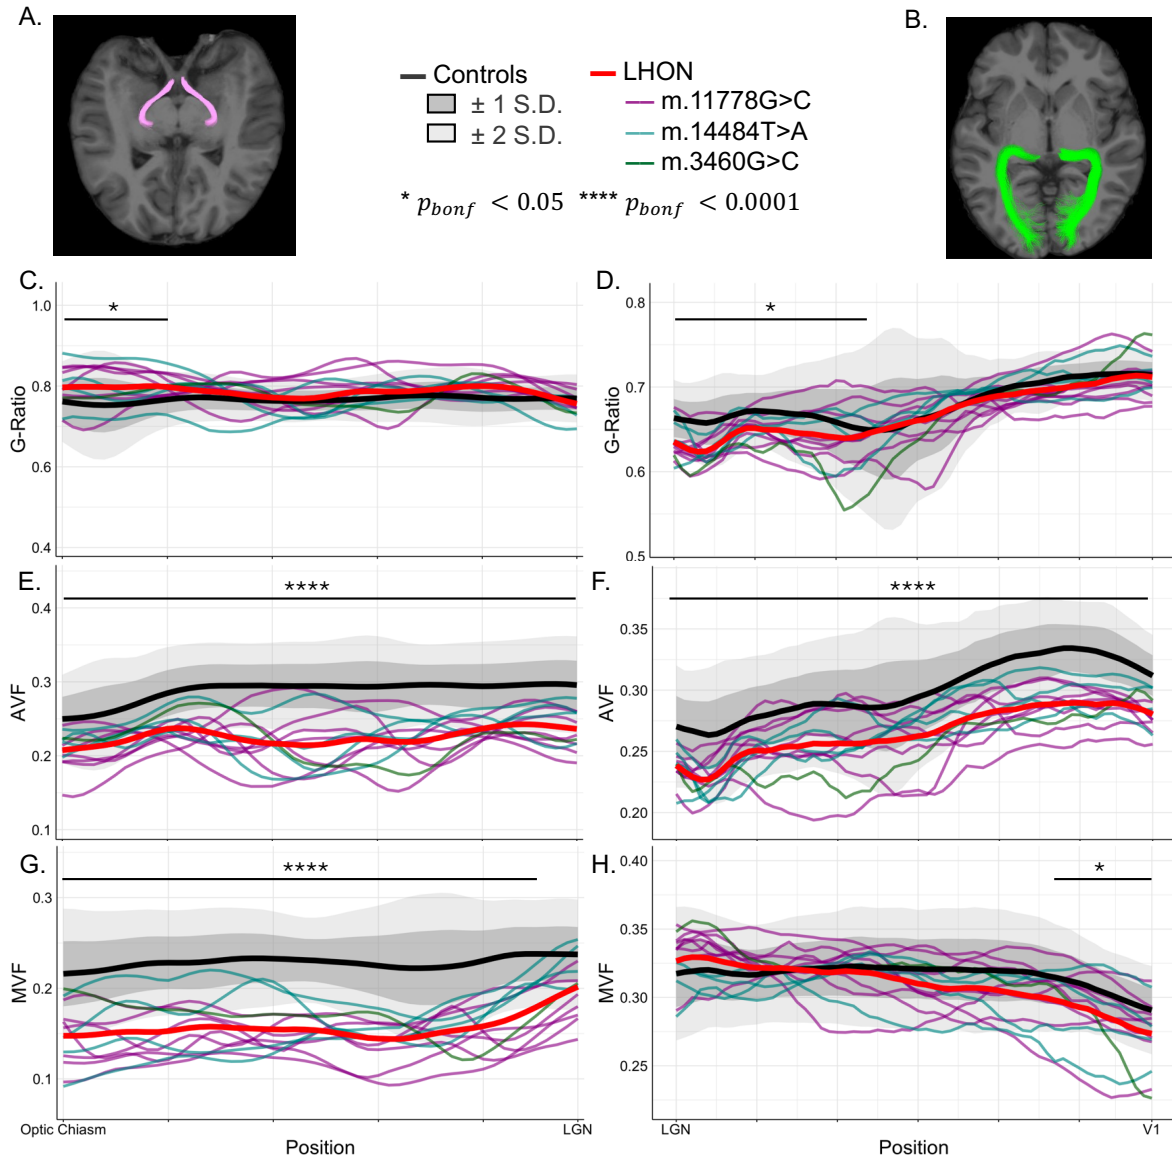 A.
B.
Controls
± 1 S.D.
± 2 S.D.
LHON
m.11778G>C
m.14484T>A
m.3460G>C
* p_bonf < 0.05 **** p_bonf < 0.0001
C.
1.0
0.8
0.6
0.4
G-Ratio
*
D.
0.8
0.7
0.6
0.5
G-Ratio
*
E.
0.4
0.3
0.2
0.1
AVF
****
F.
0.35
0.30
0.25
0.20
AVF
****
G.
0.3
0.2
0.1
MVF
****
Optic Chiasm
LGN
Position
H.
0.40
0.35
0.30
0.25
MVF
*
LGN
V1
Position